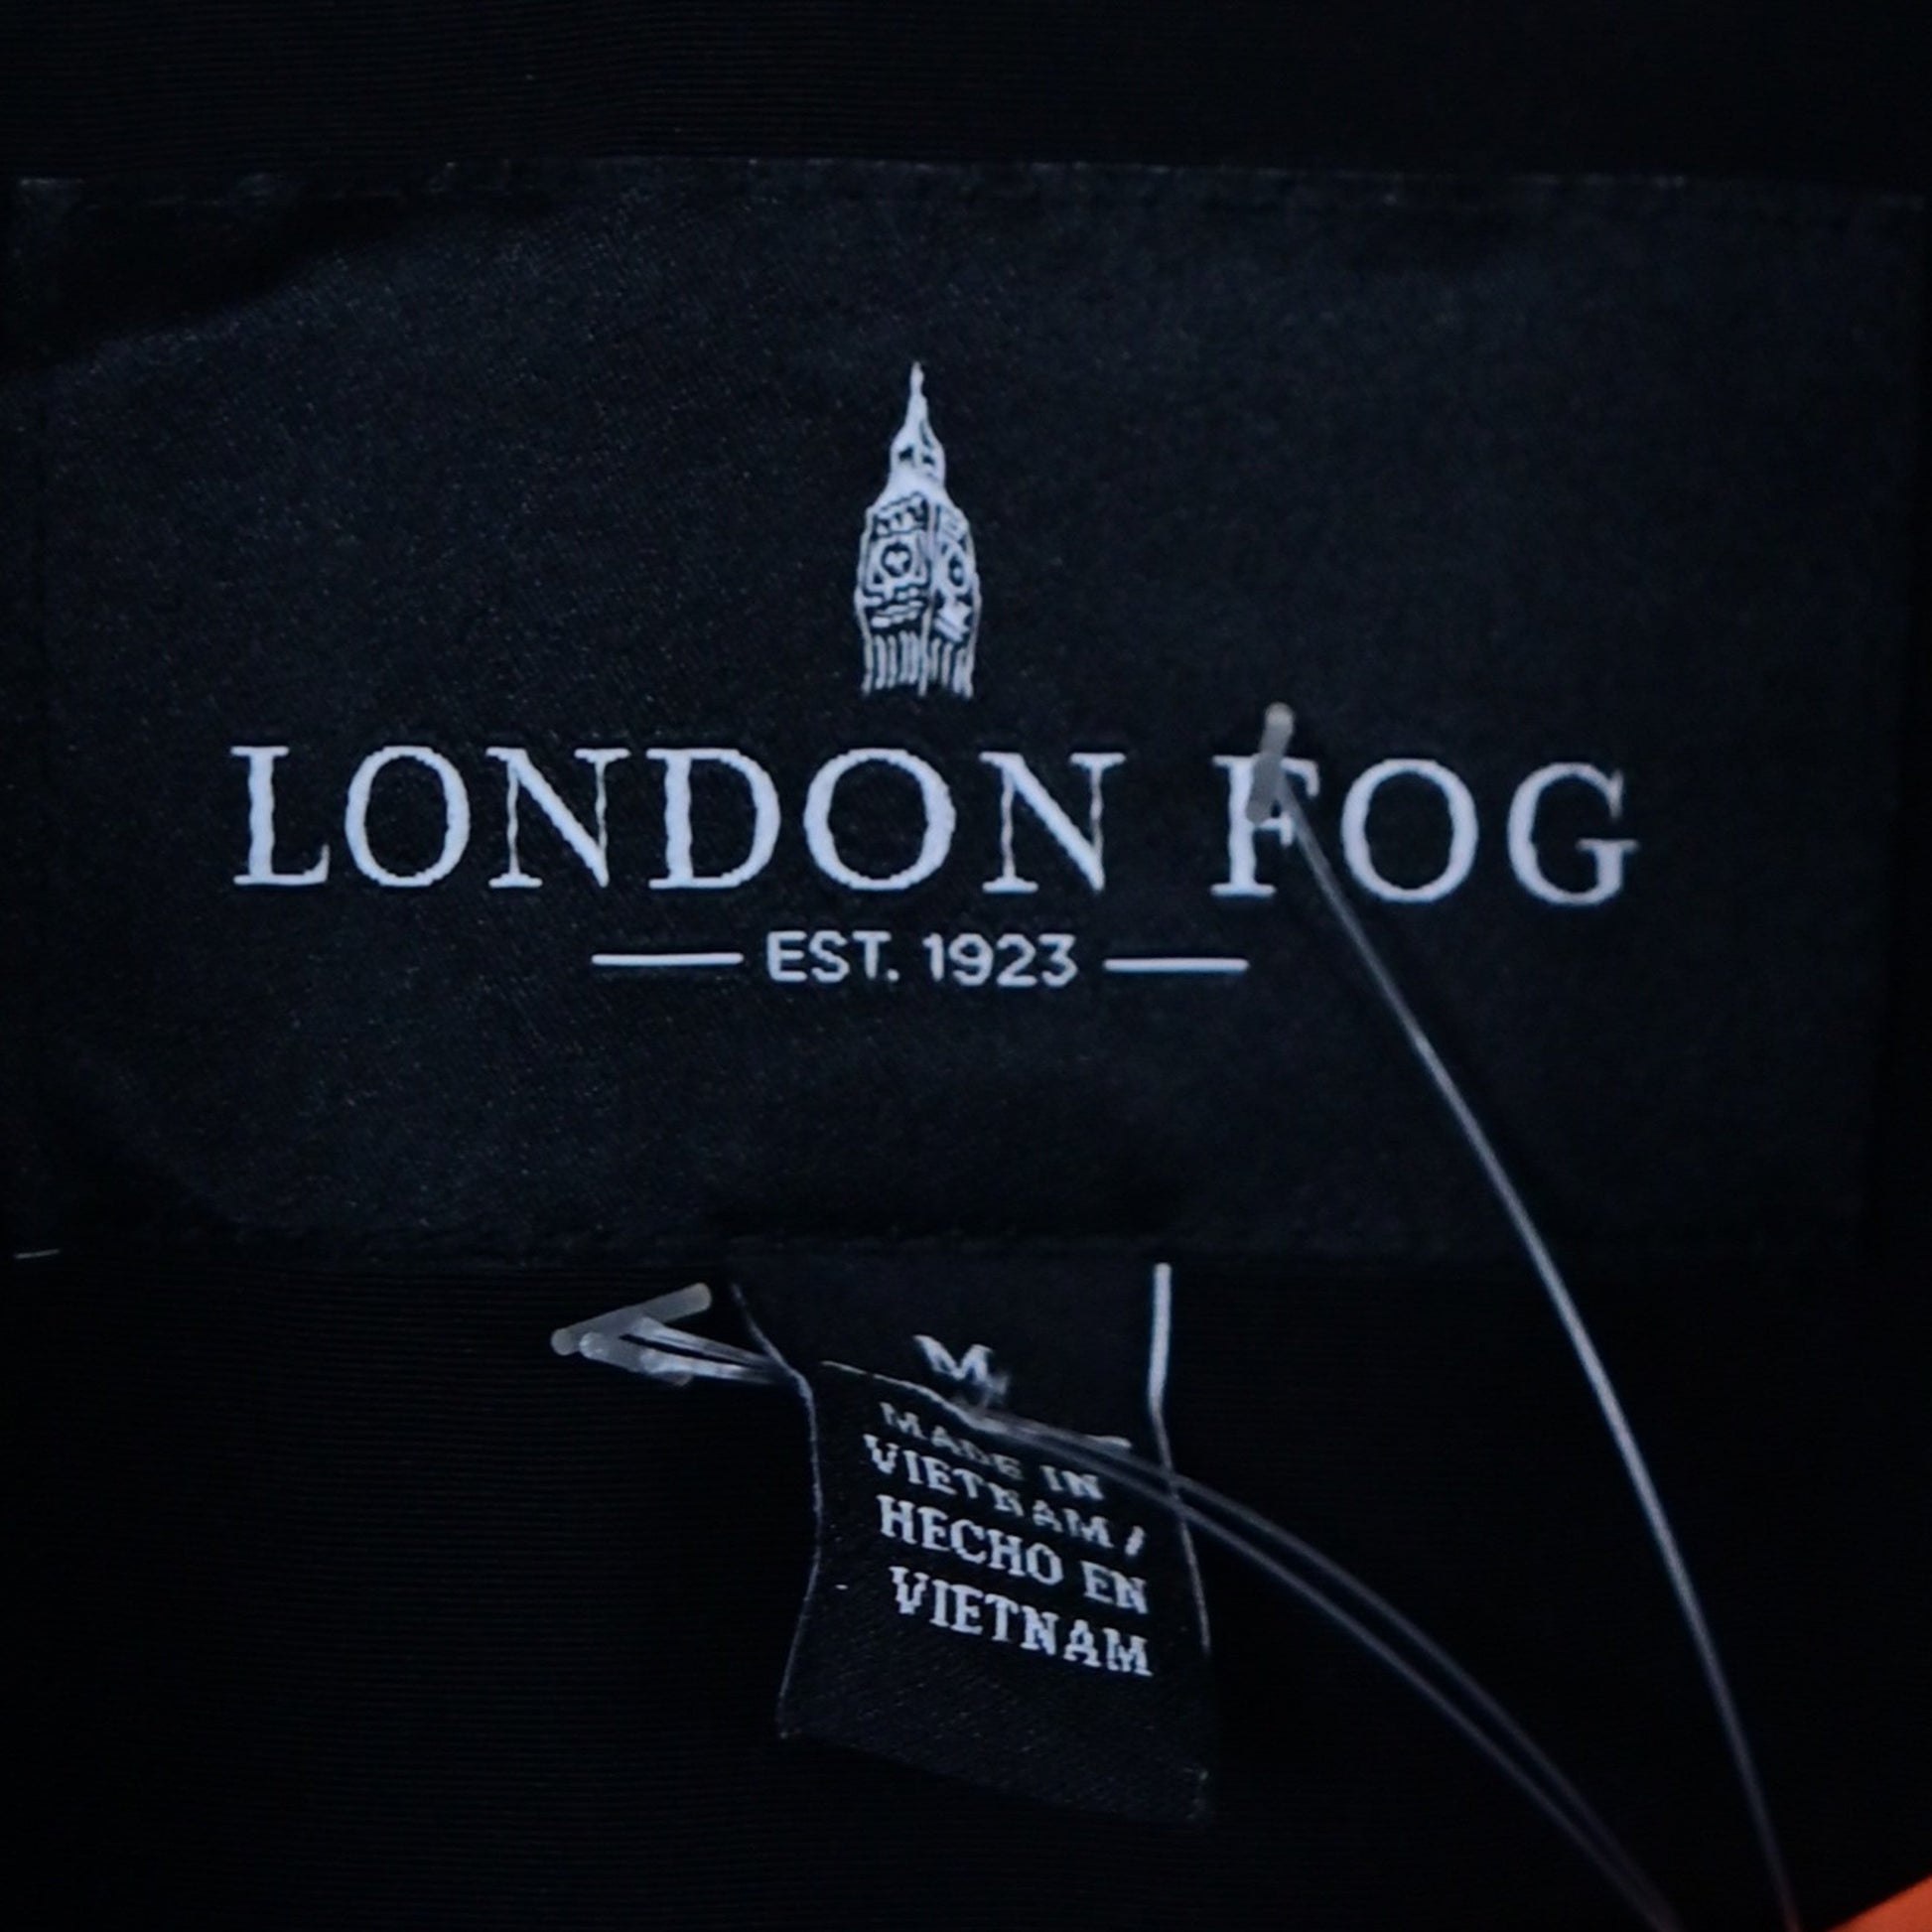 LONDON FOG
EST. 1923
M
MADE IN
VIETNAM /
HECHO EN
VIETNAM